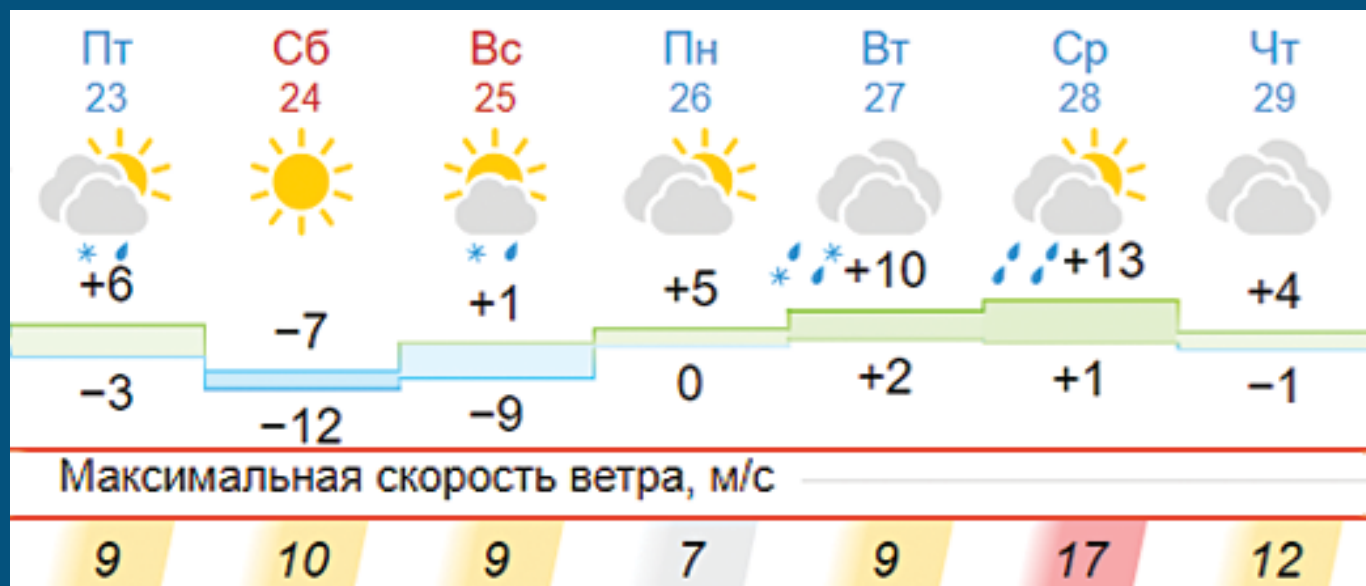 Пт Сб Вс Пн Вт Ср Чт
23 24 25 26 27 28 29
+6 −7 +1 +5 +10 +13 +4
−3 −12 −9 0 +2 +1 −1
Максимальная скорость ветра, м/с
9 10 9 7 9 17 12